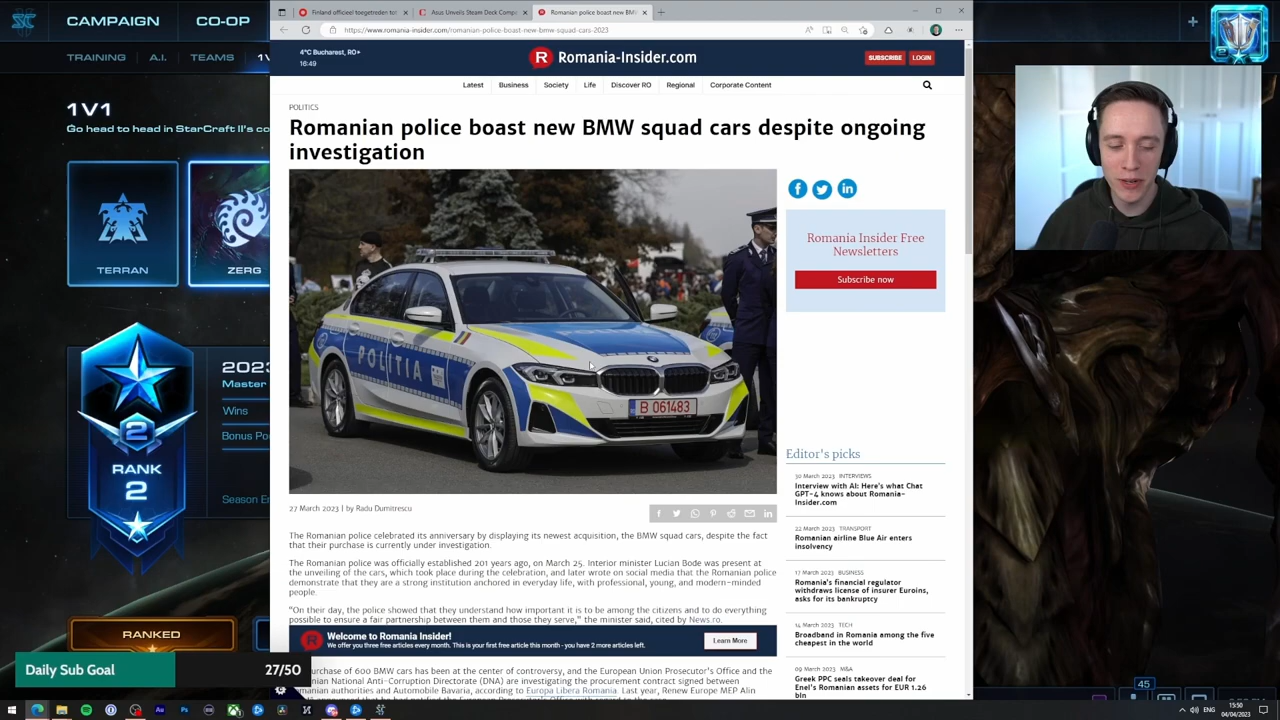 CAMPAIGN
CO-OP
TRAINING
A.I.
TEAMS
1V1
Go head to head in StarCraft II's
TERRAN
ZERG
2023
Master
Wins
Bonus Po
2
RANK
2
Season E
RANKED
Daily Sub Goal
27/50
Finland officieel toegetreden to
Asus Unveils Steam Deck Compe
Romanian police boast new BMW
https://www.romania-insider.com/romanian-police-boast-new-bmw-squad-cars-2023
4°C Bucharest, RO
16:49
R Romania-Insider.com
SUBSCRIBE
LOGIN
Latest
Business
Society
Life
Discover RO
Regional
Corporate Content
POLITICS
Romanian police boast new BMW squad cars despite ongoing
investigation
POLITIA
B 061483
Romania Insider Free
Newsletters
Subscribe now
27 March 2023 | by Radu Dumitrescu
The Romanian police celebrated its anniversary by displaying its newest acquisition, the BMW squad cars, despite the fact
that their purchase is currently under investigation.
The Romanian police was officially established 201 years ago, on March 25. Interior minister Lucian Bode was present at
the unveiling of the cars, which took place during the celebration, and later wrote on social media that the Romanian police
demonstrate that they are a strong institution anchored in everyday life, with professional, young, and modern-minded
people.
"On their day, the police showed that they understand how important it is to be among the citizens and to do everything
possible to ensure a fair partnership between them and those they serve," the minister said, cited by News.ro.
R Welcome to Romania Insider!
We offer you three free articles every month. This is your first free article this month - you have 2 more articles left.
Learn More
urchase of 600 BMW cars has been at the center of controversy, and the European Union Prosecutor's Office and the
nian National Anti-Corruption Directorate (DNA) are investigating the procurement contract signed between
manian authorities and Automobile Bavaria, according to Europa Libera Romania. Last year, Renew Europe MEP Alin
Editor's picks
30 March 2023 INTERVIEWS
Interview with AI: Here's what Chat
GPT-4 knows about Romania-
Insider.com
22 March 2023 TRANSPORT
Romanian airline Blue Air enters
insolvency
17 March 2023 BUSINESS
Romania's financial regulator
withdraws license of insurer Euroins,
asks for its bankruptcy
14 March 2023 TECH
Broadband in Romania among the five
cheapest in the world
09 March 2023 M&A
Greek PPC seals takeover deal for
Enel's Romanian assets for EUR 1.26
bln
45
ENG
15:50
04/04/2023